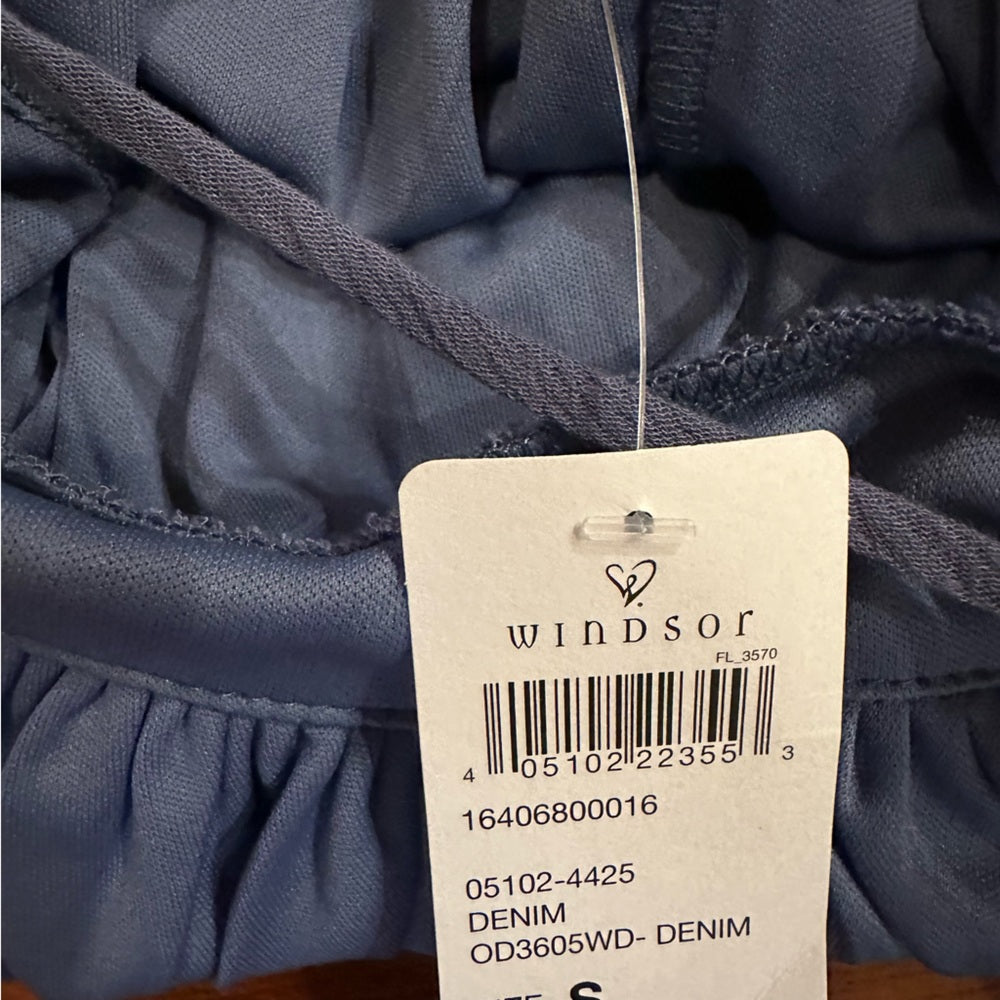 WINDSOR
FL_3570
4 05102 22355 3
16406800016
05102-4425
DENIM
OD3605WD- DENIM
S